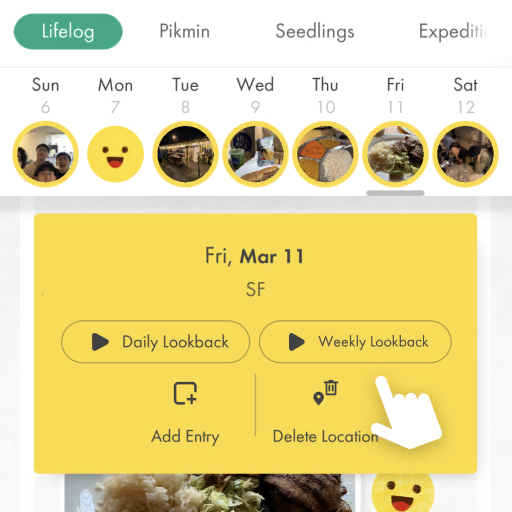 Lifelog Pikmin Seedlings
Sun Mon Tue Wed Thu Fri Sat
6 7 8 9 10 11 12
Fri, Mar 11
SF
Daily Lookback Weekly Lookback
Add Entry Delete Location